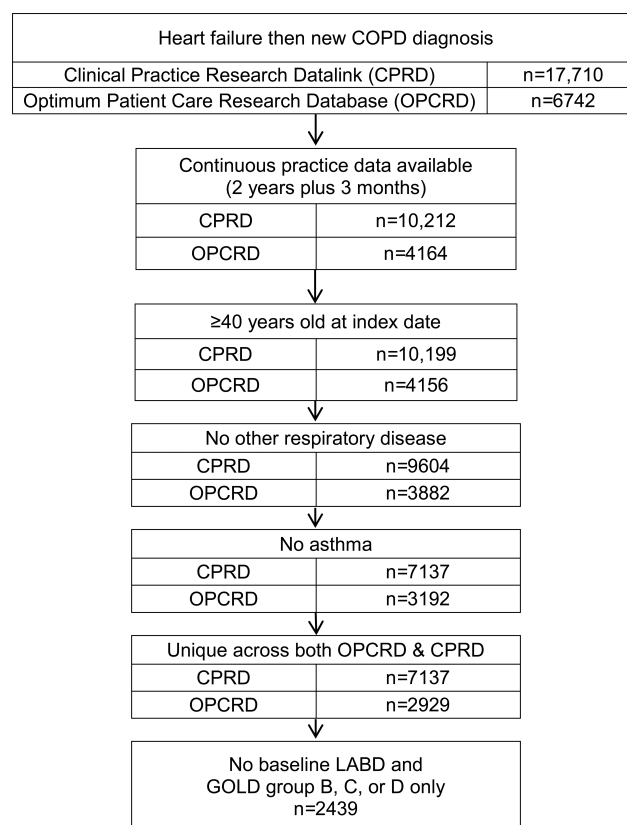 Heart failure then new COPD diagnosis
Clinical Practice Research Datalink (CPRD) n=17,710
Optimum Patient Care Research Database (OPCRD) n=6742
Continuous practice data available
(2 years plus 3 months)
CPRD n=10,212
OPCRD n=4164
≥40 years old at index date
CPRD n=10,199
OPCRD n=4156
No other respiratory disease
CPRD n=9604
OPCRD n=3882
No asthma
CPRD n=7137
OPCRD n=3192
Unique across both OPCRD & CPRD
CPRD n=7137
OPCRD n=2929
No baseline LABD and
GOLD group B, C, or D only
n=2439